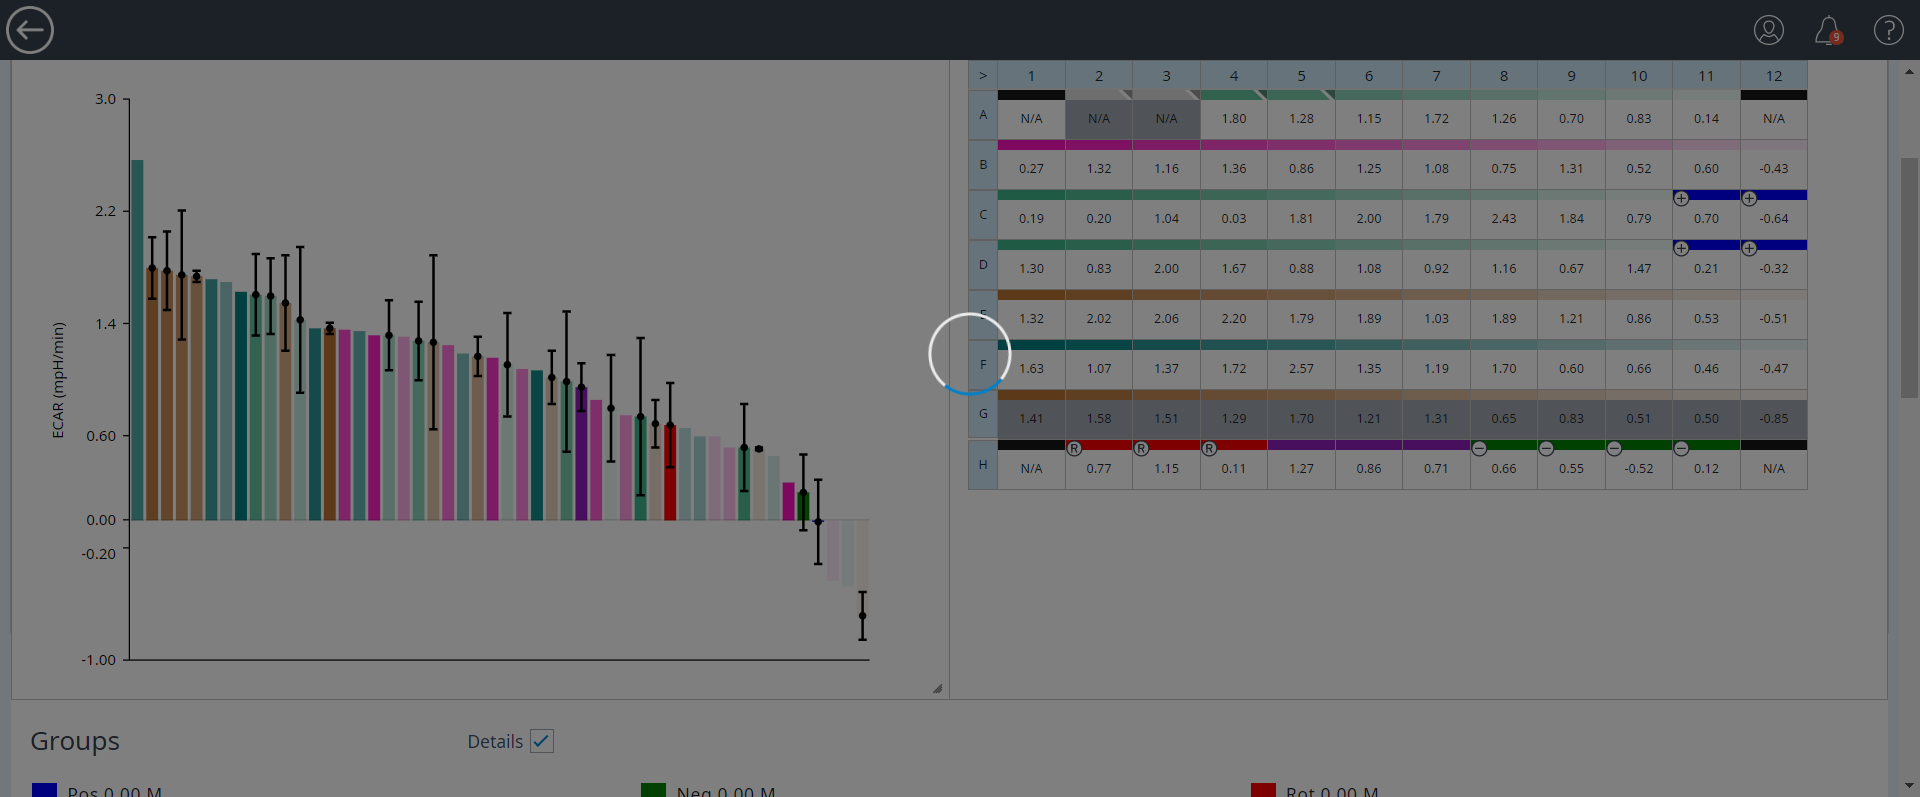 9
?
3.0
2.2
1.4
0.60
0.00
-0.20
-1.00
ECAR (mpH/min)
> 1 2 3 4 5 6 7 8 9 10 11 12
A N/A N/A N/A 1.80 1.28 1.15 1.72 1.26 0.70 0.83 0.14 N/A
B 0.27 1.32 1.16 1.36 0.86 1.25 1.08 0.75 1.31 0.52 0.60 -0.43
C 0.19 0.20 1.04 0.03 1.81 2.00 1.79 2.43 1.84 0.79 0.70 -0.64
D 1.30 0.83 2.00 1.67 0.88 1.08 0.92 1.16 0.67 1.47 0.21 -0.32
E 1.32 2.02 2.06 2.20 1.79 1.89 1.03 1.89 1.21 0.86 0.53 -0.51
F 1.63 1.07 1.37 1.72 2.57 1.35 1.19 1.70 0.60 0.66 0.46 -0.47
G 1.41 1.58 1.51 1.29 1.70 1.21 1.31 0.65 0.83 0.51 0.50 -0.85
R R R
H N/A 0.77 1.15 0.11 1.27 0.86 0.71 0.66 0.55 -0.52 0.12 N/A
Groups
Details
Pos 0.00 M
Neg 0.00 M
Rot 0.00 M